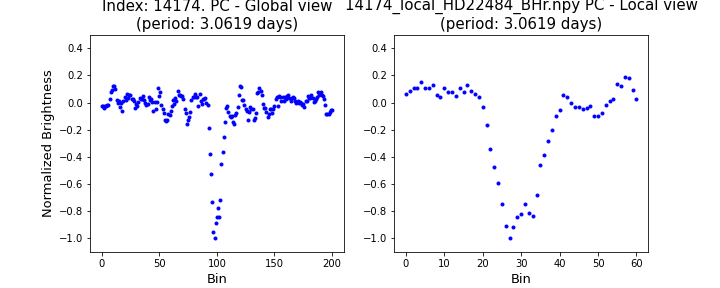 Index: 14174. PC - Global view
(period: 3.0619 days)
14174_local_HD22484_BHr.npy PC - Local view
(period: 3.0619 days)
Normalized Brightness
0.4
0.2
0.0
−0.2
−0.4
−0.6
−0.8
−1.0
0 50 100 150 200
Bin
0.4
0.2
0.0
−0.2
−0.4
−0.6
−0.8
−1.0
0 10 20 30 40 50 60
Bin